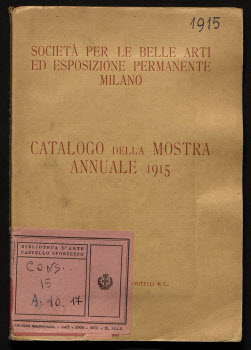 1915
SOCIETÀ PER LE BELLE ARTI
ED ESPOSIZIONE PERMANENTE
MILANO
CATALOGO DELLA MOSTRA
ANNUALE 1915
& C.
BIBLIOTECA D'ARTE
CASTELLO SFORZESCO
CONS.
15
A. 10. 17